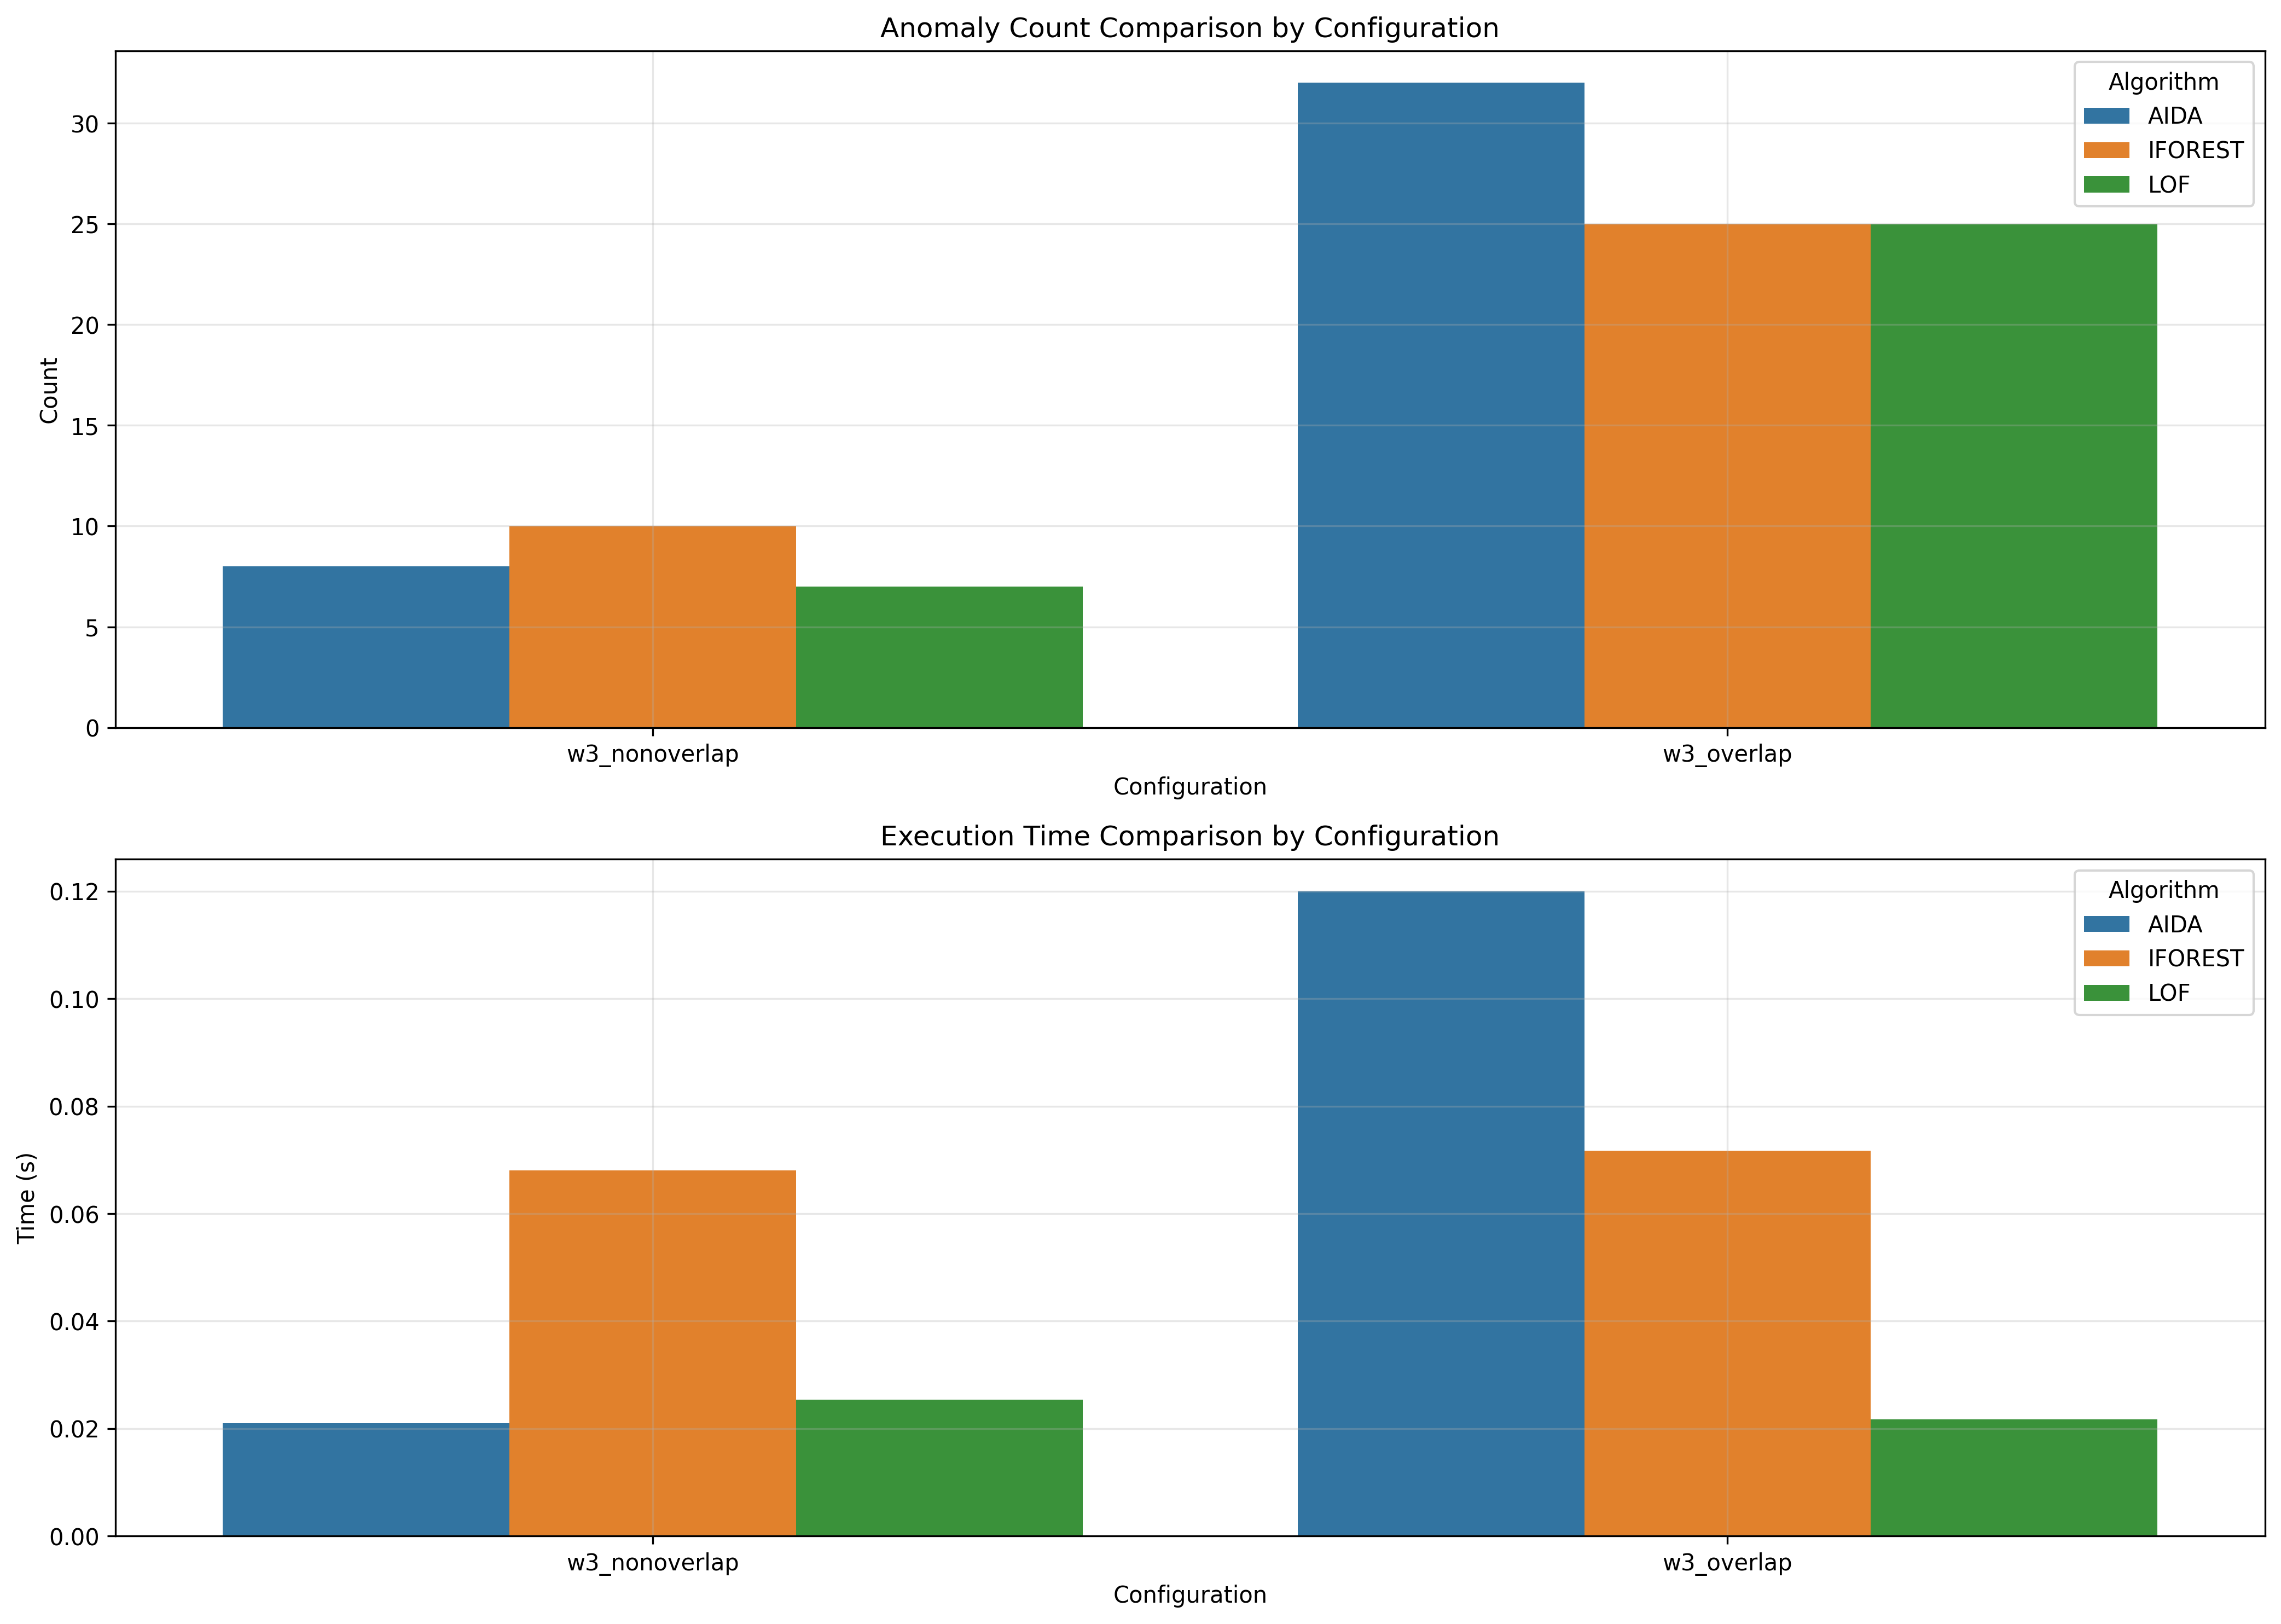 Anomaly Count Comparison by Configuration
Algorithm
AIDA
IFOREST
LOF
30
25
20
15
10
5
0
Count
w3_nonoverlap
w3_overlap
Configuration
Execution Time Comparison by Configuration
Algorithm
AIDA
IFOREST
LOF
0.12
0.10
0.08
0.06
0.04
0.02
0.00
Time (s)
w3_nonoverlap
w3_overlap
Configuration